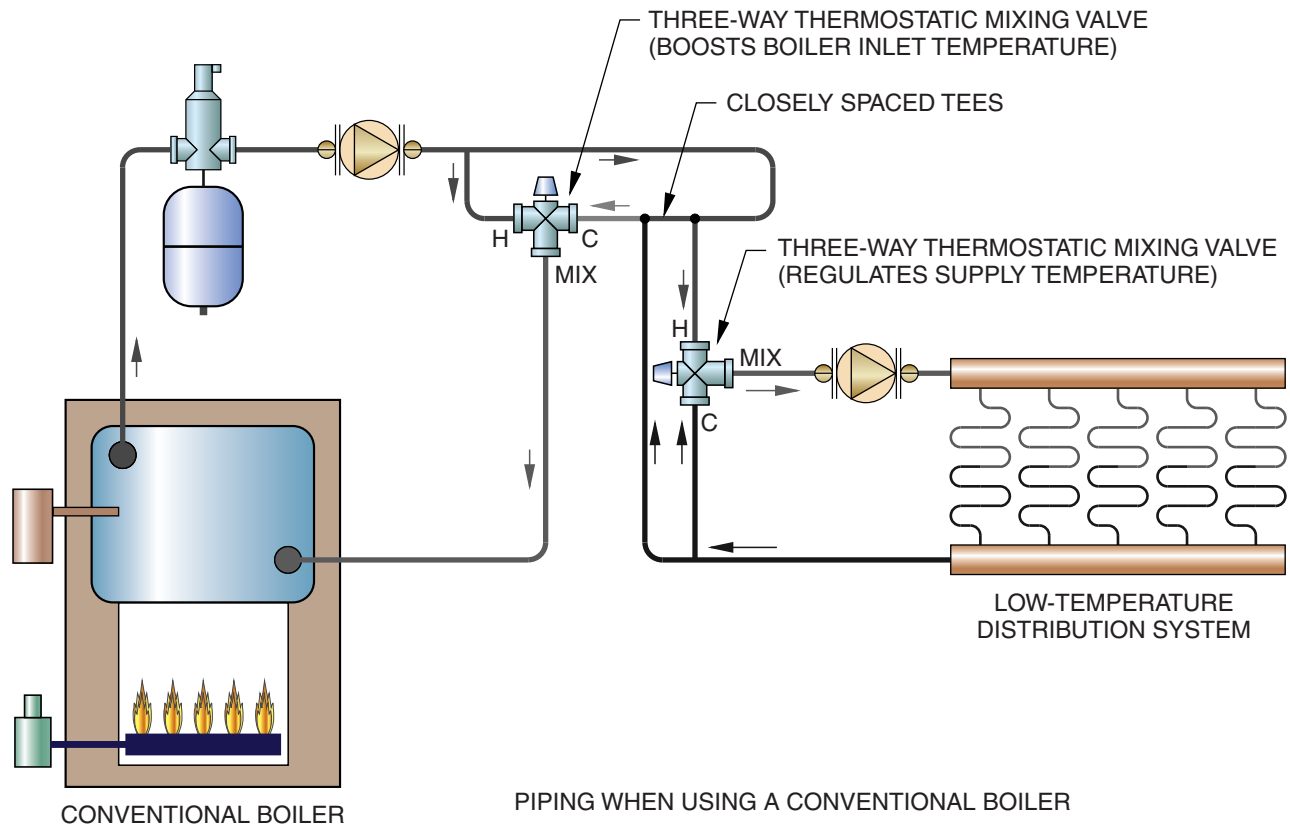 THREE-WAY THERMOSTATIC MIXING VALVE
(BOOSTS BOILER INLET TEMPERATURE)
CLOSELY SPACED TEES
H
C
MIX
THREE-WAY THERMOSTATIC MIXING VALVE
(REGULATES SUPPLY TEMPERATURE)
H
MIX
C
LOW-TEMPERATURE
DISTRIBUTION SYSTEM
CONVENTIONAL BOILER
PIPING WHEN USING A CONVENTIONAL BOILER